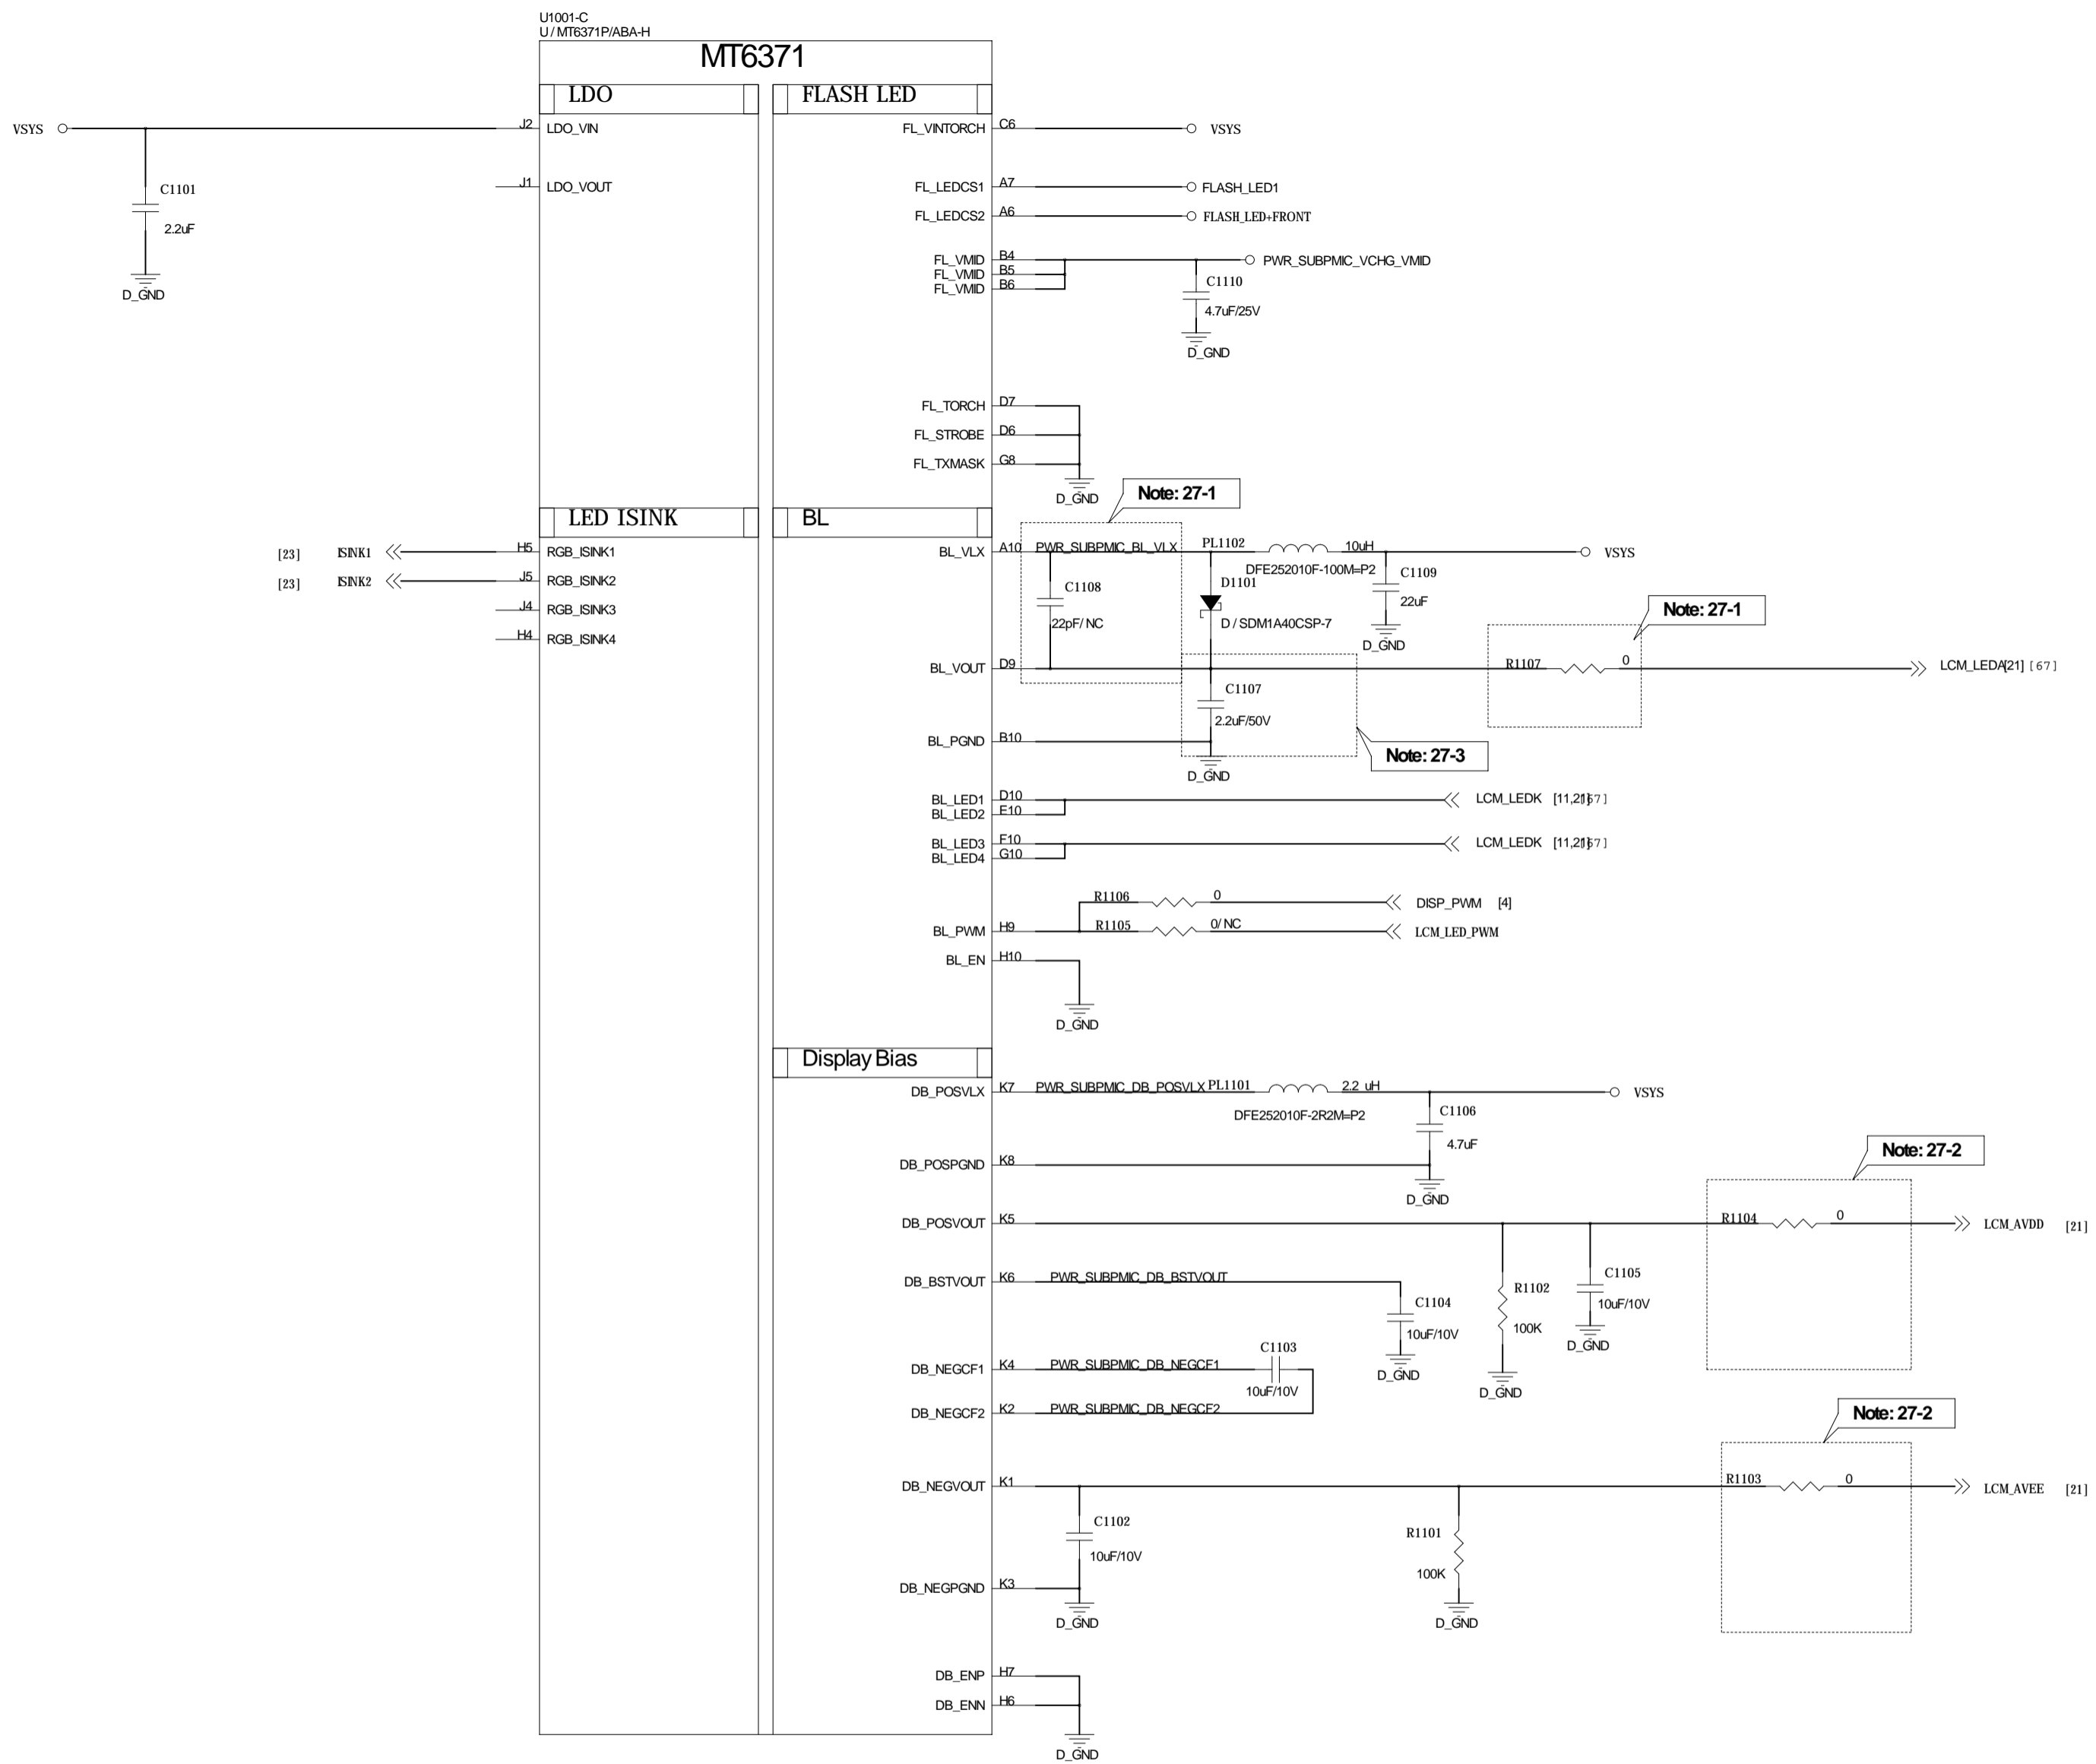 U1001-C
U / MT6371P/ABA-H
MT6371
LDO
FLASH LED
VSYS
J2 LDO_VIN
FL_VINTORCH C6
VSYS
C1101
2.2uF
D_GND
J1 LDO_VOUT
FL_LEDCS1 A7
FLASH_LED1
FL_LEDCS2 A6
FLASH_LED+FRONT
FL_VMID B4
PWR_SUBPMIC_VCHG_VMID
FL_VMID B5
FL_VMID B6
C1110
4.7uF/25V
D_GND
FL_TORCH D7
FL_STROBE D6
FL_TXMASK G8
D_GND
Note: 27-1
LED ISINK
BL
[23] ISINK1
H5 RGB_ISINK1
[23] ISINK2
J5 RGB_ISINK2
J4 RGB_ISINK3
H4 RGB_ISINK4
BL_VLX A10 PWR_SUBPMIC_BL_VLX PL1102 10uH
VSYS
DFE252010F-100M=P2
C1108
22pF/ NC
D1101
D / SDM1A40CSP-7
C1109
22uF
D_GND
Note: 27-1
BL_VOUT D9
R1107 0
LCM_LEDA[21] [67]
C1107
2.2uF/50V
BL_PGND B10
D_GND
Note: 27-3
BL_LED1 D10
LCM_LEDK [11,21][67]
BL_LED2 E10
BL_LED3 F10
LCM_LEDK [11,21][67]
BL_LED4 G10
R1106 0
DISP_PWM [4]
BL_PWM H9
R1105 0/ NC
LCM_LED_PWM
BL_EN H10
D_GND
Display Bias
DB_POSVLX K7 PWR_SUBPMIC_DB_POSVLX PL1101 2.2 uH
VSYS
DFE252010F-2R2M=P2
C1106
4.7uF
DB_POSPGND K8
D_GND
Note: 27-2
DB_POSVOUT K5
R1104 0
LCM_AVDD [21]
DB_BSTVOUT K6 PWR_SUBPMIC_DB_BSTVOUT
C1104
10uF/10V
D_GND
R1102
100K
D_GND
C1105
10uF/10V
D_GND
C1103
10uF/10V
DB_NEGCF1 K4 PWR_SUBPMIC_DB_NEGCF1
DB_NEGCF2 K2 PWR_SUBPMIC_DB_NEGCF2
Note: 27-2
DB_NEGVOUT K1
R1103 0
LCM_AVEE [21]
C1102
10uF/10V
R1101
100K
D_GND
DB_NEGPGND K3
D_GND
DB_ENP H7
DB_ENN H6
D_GND